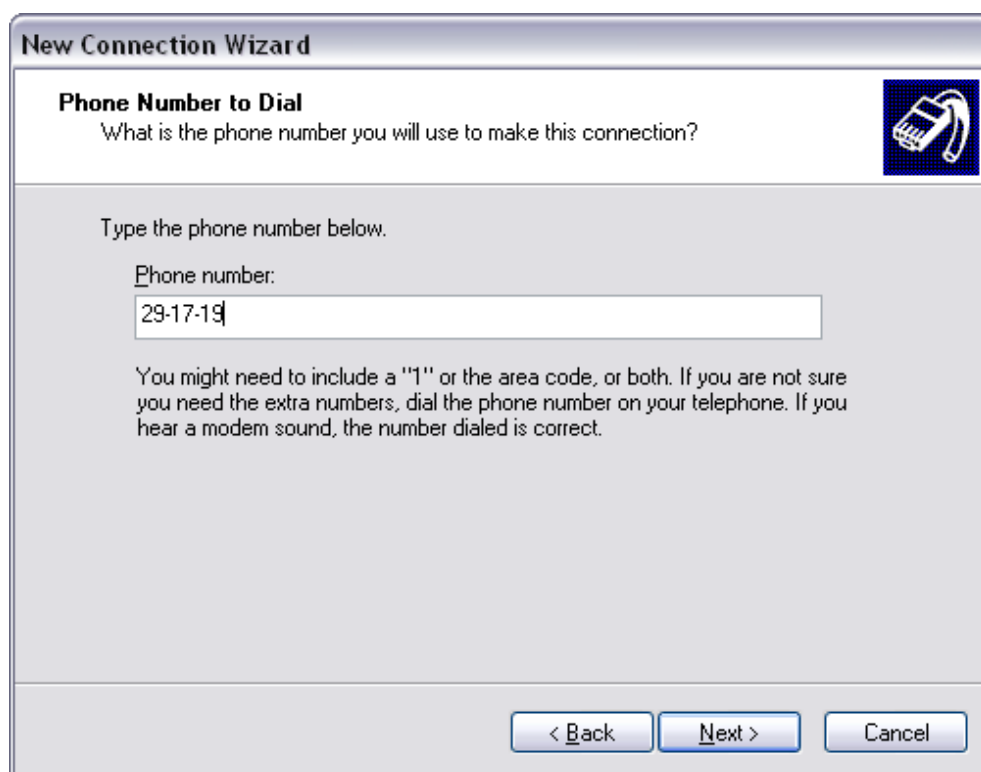 New Connection Wizard
Phone Number to Dial
What is the phone number you will use to make this connection?
Type the phone number below.
Phone number:
29-17-19
You might need to include a "1" or the area code, or both. If you are not sure
you need the extra numbers, dial the phone number on your telephone. If you
hear a modem sound, the number dialed is correct.
< Back
Next >
Cancel